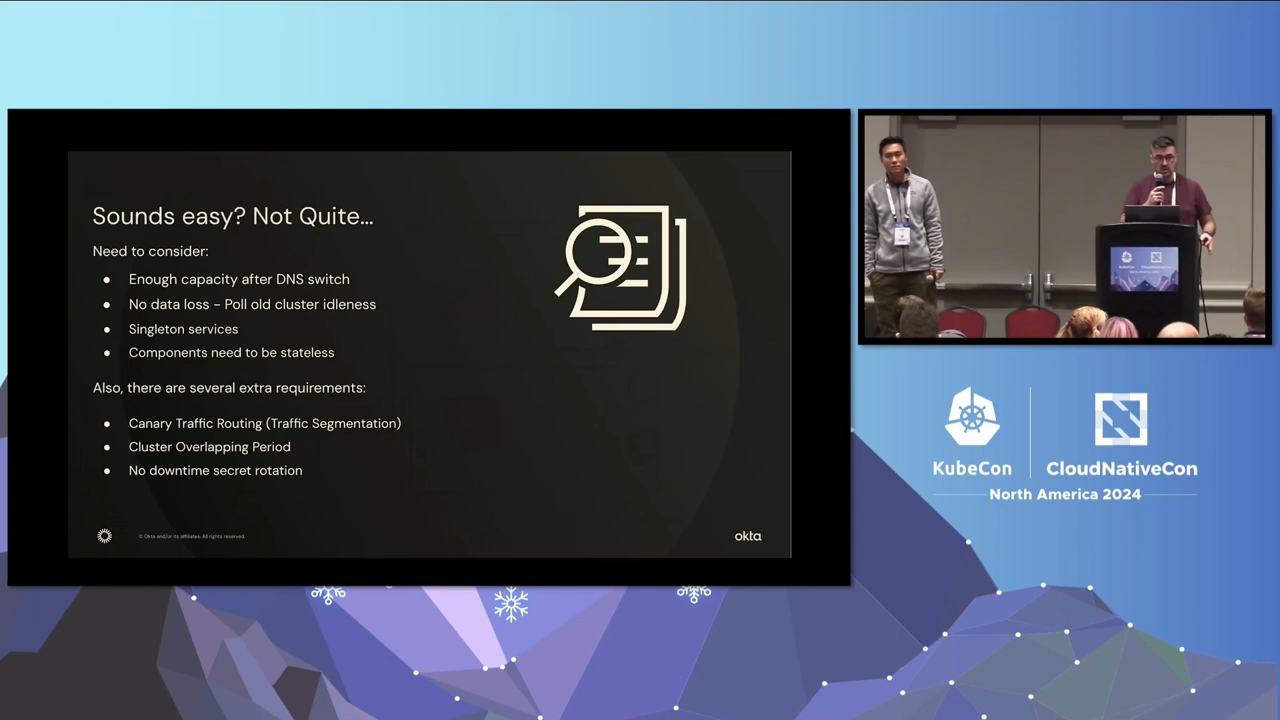 Sounds easy? Not Quite...
Need to consider:
● Enough capacity after DNS switch
● No data loss - Poll old cluster idleness
● Singleton services
● Components need to be stateless
Also, there are several extra requirements:
● Canary Traffic Routing (Traffic Segmentation)
● Cluster Overlapping Period
● No downtime secret rotation
© Okta and/or its affiliates. All rights reserved.
okta
KubeCon
CloudNativeCon
KubeCon
CloudNativeCon
North America 2024